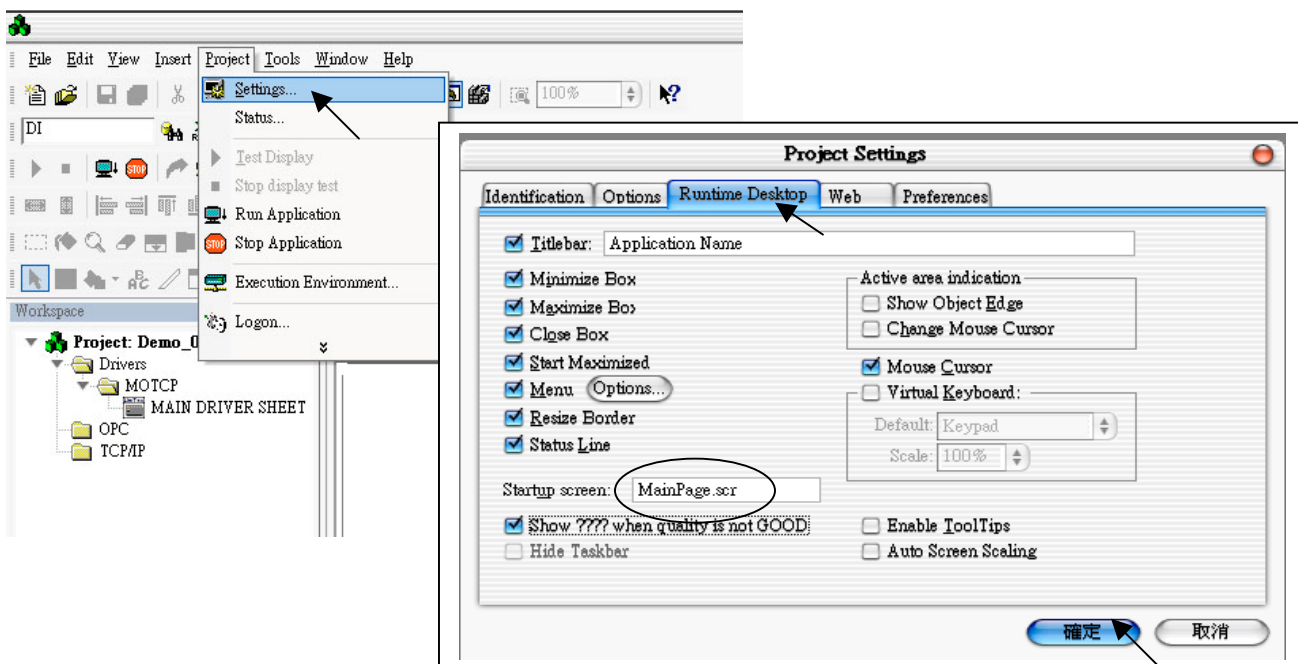 File Edit View Insert Project Tools Window Help
Settings...
100%
Status...
DI
Test Display
STOP
Stop display test
Run Application
STOP Stop Application
Execution Environment...
Workspace
Logon...
Project: Demo_0
Drivers
MOTCP
MAIN DRIVER SHEET
OPC
TCP/IP
Project Settings
Identification Options Runtime Desktop Web Preferences
Titlebar: Application Name
Minimize Box
Maximize Box
Close Box
Start Maximized
Menu Options...
Resize Border
Status Line
Active area indication
Show Object Edge
Change Mouse Cursor
Mouse Cursor
Virtual Keyboard:
Default: Keypad
Scale: 100%
Startup screen: MainPage.scr
Show ???? when quality is not GOOD
Hide Taskbar
Enable ToolTips
Auto Screen Scaling
確定 取消